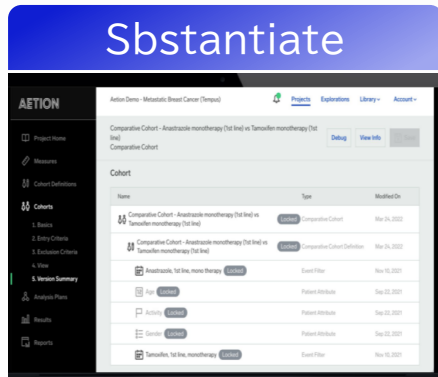 Sbstantiate
AETION
Aetion Demo - Metastatic Breast Cancer (Tempus)
Projects
Explorations
Library
Account
Project Home
Measures
Cohort Definitions
Cohorts
1. Basics
2. Entry Criteria
3. Exclusion Criteria
4. View
5. Version Summary
Analysis Plans
Results
Reports
Comparative Cohort - Anastrazole monotherapy (1st line) vs Tamoxifen monotherapy (1st
line)
Comparative Cohort
Debug
View Info
Cohort
Name Type Modified On
Comparative Cohort - Anastrazole monotherapy (1st line) vs
Tamoxifen monotherapy (1st line)
Locked Comparative Cohort Mar 24, 2022
Comparative Cohort - Anastrazole monotherapy (1st line) vs
Tamoxifen monotherapy (1st line)
Locked Comparative Cohort Definition Mar 24, 2022
Anastrazole, 1st line, mono therapy Locked Event Filter Nov 10, 2021
Age Locked Patient Attribute Sep 22, 2021
Activity Locked Patient Attribute Sep 22, 2021
Gender Locked Patient Attribute Sep 22, 2021
Tamoxifen, 1st line, monotherapy Locked Event Filter Nov 10, 2021